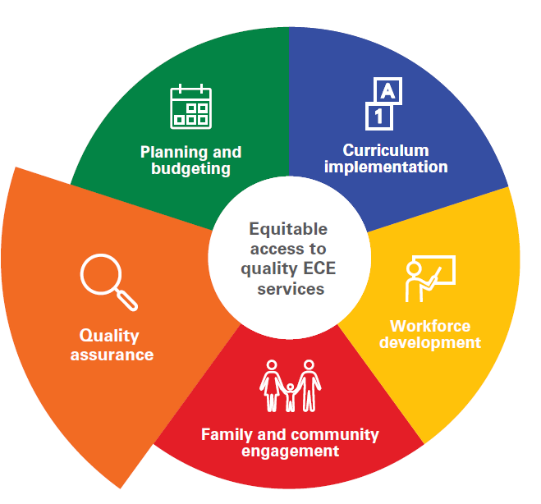 Planning and
budgeting
A
1
Curriculum
implementation
Equitable
access to
quality ECE
services
Quality
assurance
Workforce
development
Family and community
engagement